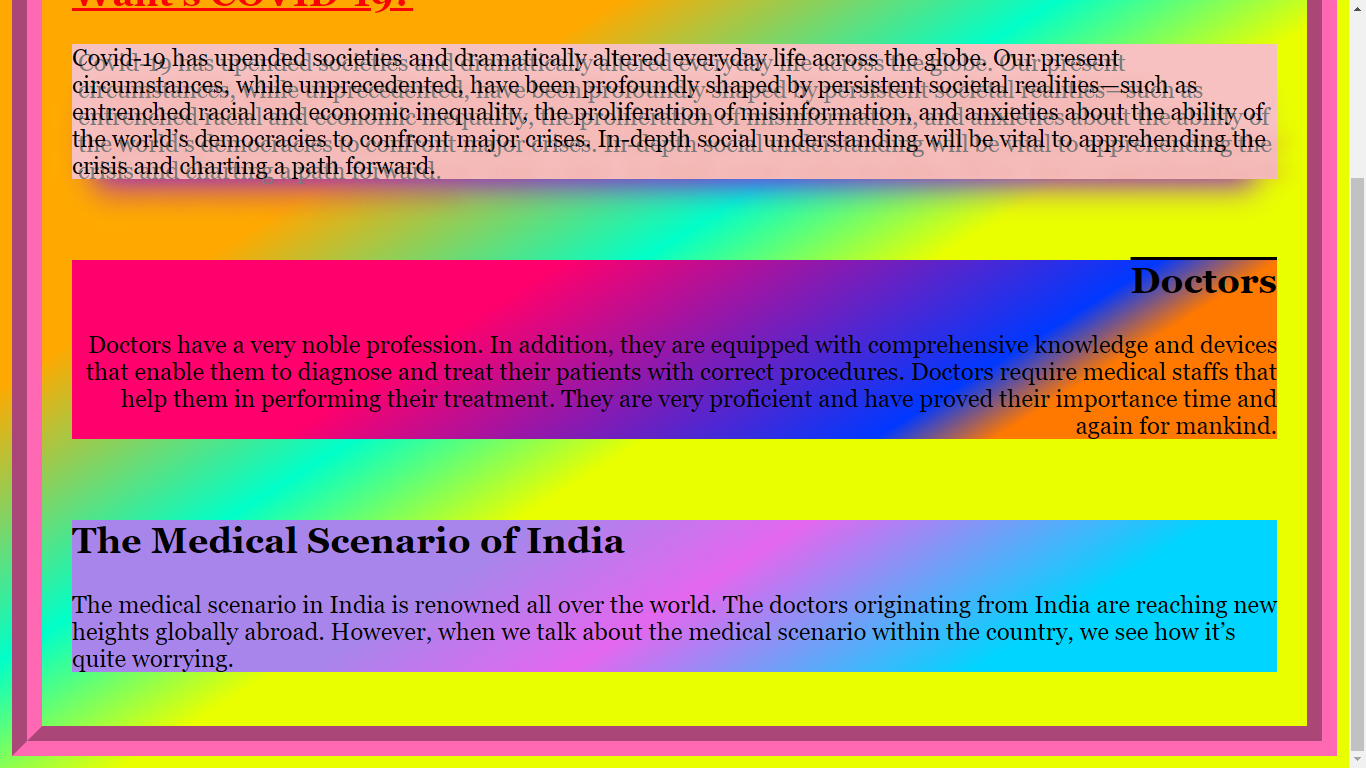 Want's COVID-19?
Covid-19 has upended societies and dramatically altered everyday life across the globe. Our present
circumstances, while unprecedented, have been profoundly shaped by persistent societal realities—such as
entrenched racial and economic inequality, the proliferation of misinformation, and anxieties about the ability of
the world's democracies to confront major crises. In-depth social understanding will be vital to apprehending the
crisis and charting a path forward.
Doctors
Doctors have a very noble profession. In addition, they are equipped with comprehensive knowledge and devices
that enable them to diagnose and treat their patients with correct procedures. Doctors require medical staffs that
help them in performing their treatment. They are very proficient and have proved their importance time and
again for mankind.
The Medical Scenario of India
The medical scenario in India is renowned all over the world. The doctors originating from India are reaching new
heights globally abroad. However, when we talk about the medical scenario within the country, we see how it’s
quite worrying.